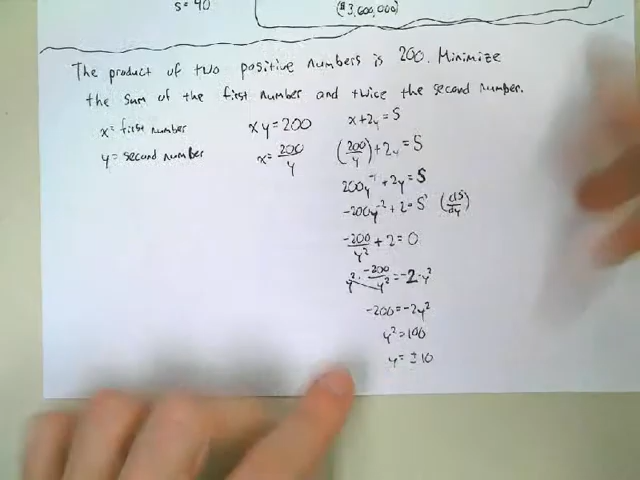 s = 40
($3,600,000)
The product of two positive numbers is 200. Minimize
the sum of the first number and twice the second number.
x = first number
y = second number
xy = 200
x = 200/y
x + 2y = S
(200/y) + 2y = S
200y⁻¹ + 2y = S
-200y⁻² + 2 = S' (dS/dy)
-200/y² + 2 = 0
y² · -200/y² = -2 · y²
-200 = -2y²
y² = 100
y = ±10